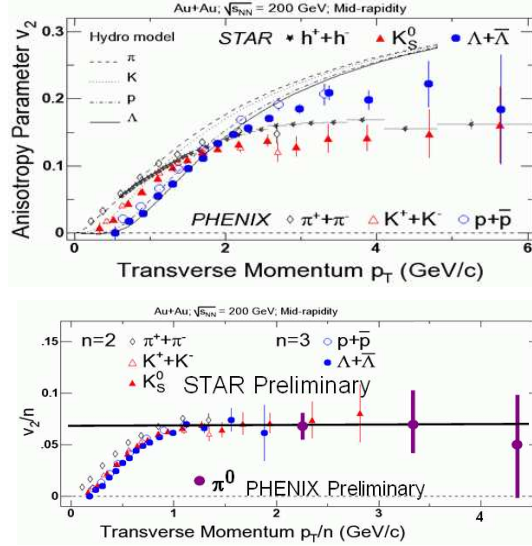 Au+Au; √sNN = 200 GeV; Mid-rapidity
Hydro model
π
K
p
Λ
STAR h⁺+h⁻ K⁰S Λ+Λ̄
PHENIX π⁺+π⁻ K⁺+K⁻ p+p̄
Anisotropy Parameter v₂
0.3
0.2
0.1
0
0 2 4 6
Transverse Momentum pT (GeV/c)
Au+Au; √sNN = 200 GeV; Mid-rapidity
n=2 π⁺+π⁻ n=3 p+p̄
K⁺+K⁻ Λ+Λ̄
K⁰S STAR Preliminary
π⁰ PHENIX Preliminary
v₂/n
.15
0.1
.05
0
0 1 2 3 4
Transverse Momentum pT/n (GeV/c)